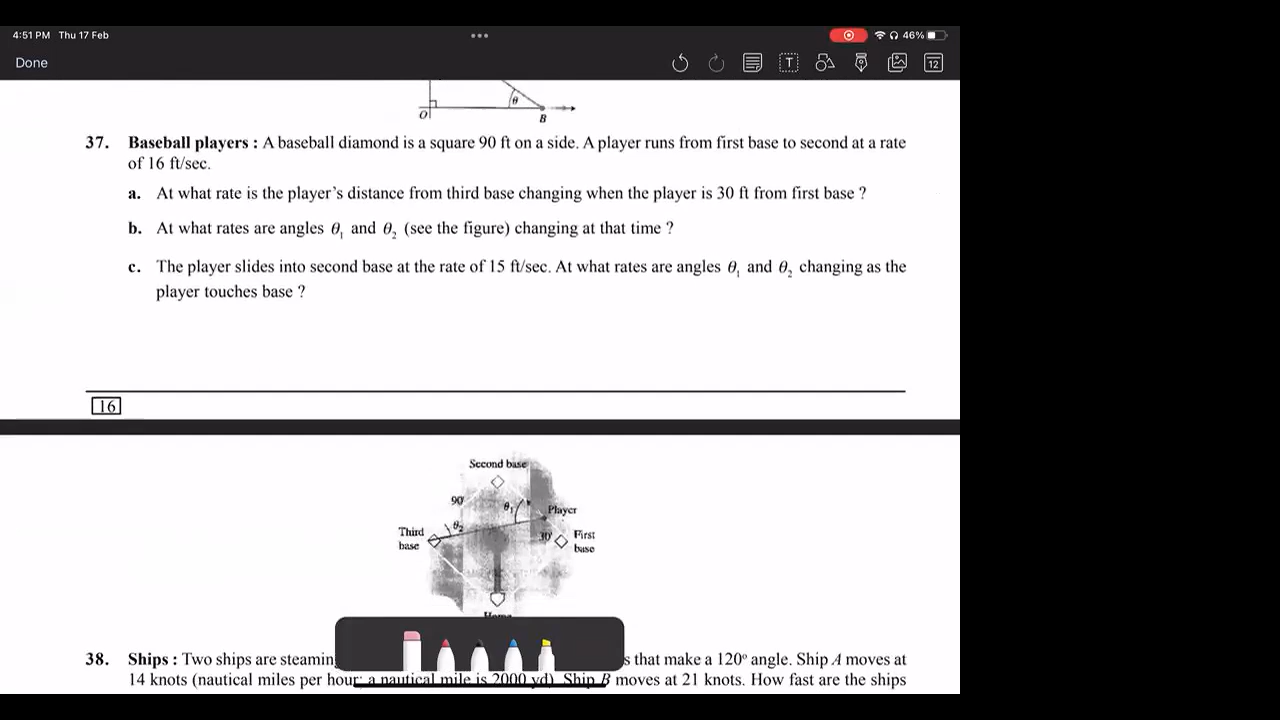 4:51 PM Thu 17 Feb
46%
Done
T
12
θ
O
B
37. Baseball players : A baseball diamond is a square 90 ft on a side. A player runs from first base to second at a rate
of 16 ft/sec.
a. At what rate is the player's distance from third base changing when the player is 30 ft from first base ?
b. At what rates are angles θ₁ and θ₂ (see the figure) changing at that time ?
c. The player slides into second base at the rate of 15 ft/sec. At what rates are angles θ₁ and θ₂ changing as the
player touches base ?
16
Second base
90'
θ₁
Player
Third
base
θ₂
30'
First
base
Home
38. Ships : Two ships are steamin
s that make a 120° angle. Ship A moves at
14 knots (nautical miles per hour; a nautical mile is 2000 yd). Ship B moves at 21 knots. How fast are the ships